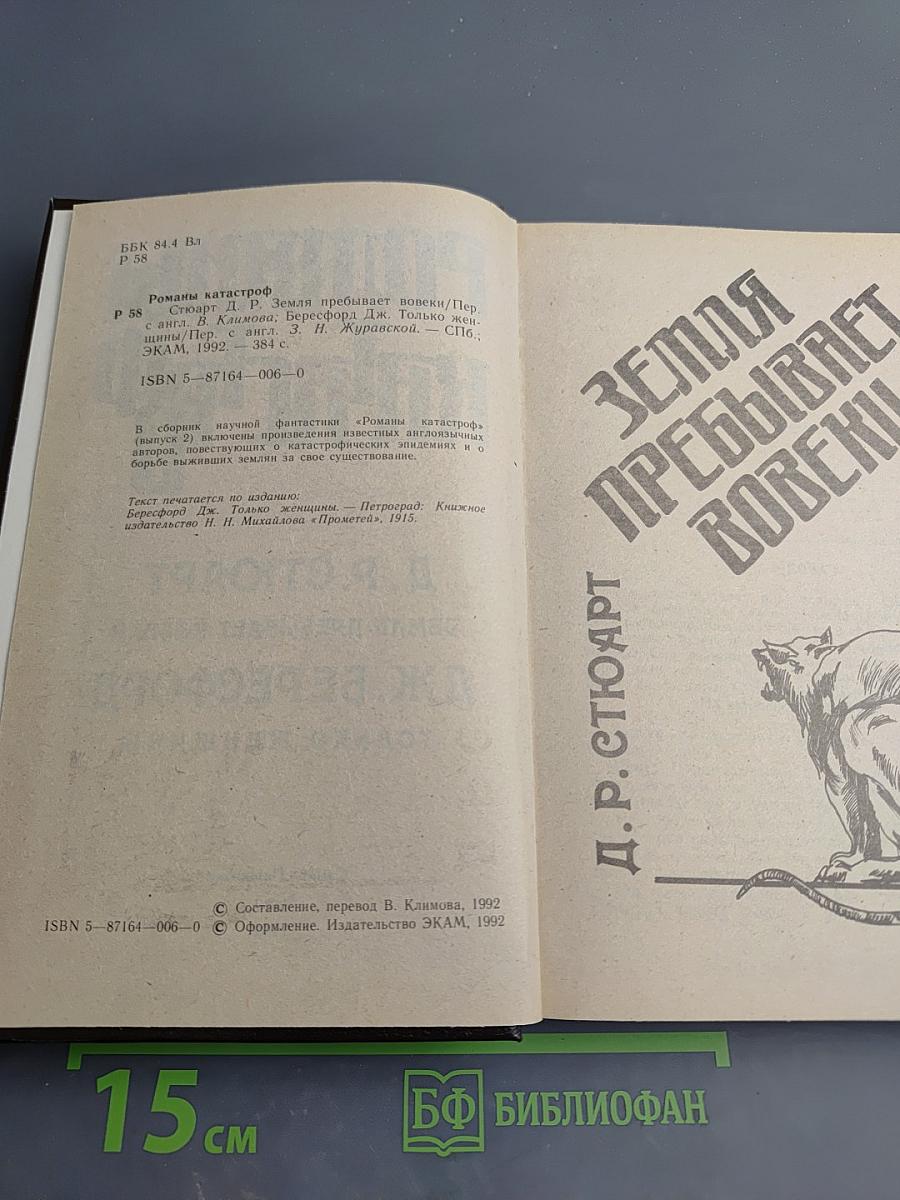 ББК 84.4 Вл
Р 58
Романы катастроф
Р 58 Стюарт Д. Р. Земля пребывает вовеки/Пер.
с англ. В. Климова; Бересфорд Дж. Только жен-
щины/Пер. с англ. З. Н. Журавской. — СПб.;
ЭКАМ, 1992. — 384 с.
ISBN 5—87164—006—0
В сборник научной фантастики «Романы катастроф»
(выпуск 2) включены произведения известных англоязычных
авторов, повествующих о катастрофических эпидемиях и о
борьбе выживших землян за свое существование.
Текст печатается по изданию:
Бересфорд Дж. Только женщины. — Петроград: Книжное
издательство Н. Н. Михайлова «Прометей», 1915.
© Составление, перевод В. Климова, 1992
ISBN 5—87164—006—0 © Оформление. Издательство ЭКАМ, 1992
ЗЕМЛЯ
ПРЕБЫВАЕТ
ВОВЕКИ
Д. Р. СТЮАРТ
15 см
БФ БИБЛИОФАН